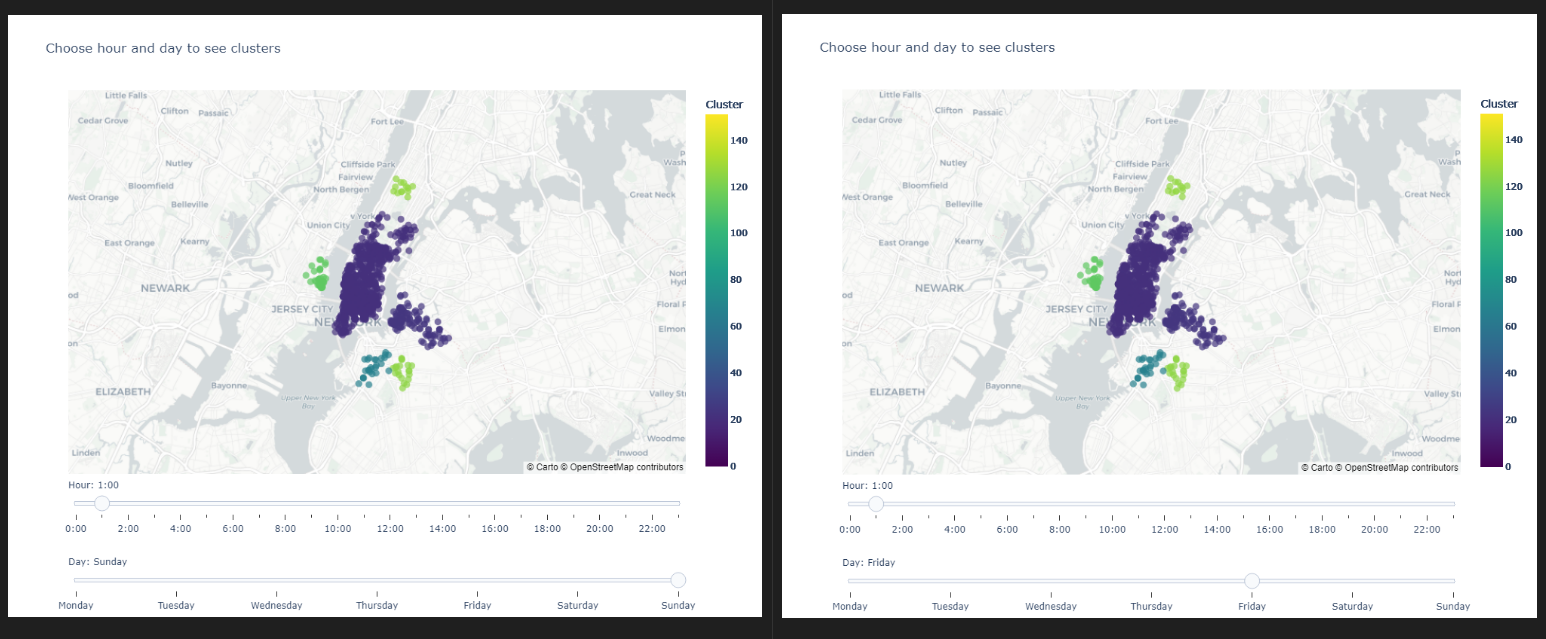 Choose hour and day to see clusters
Little Falls
Clifton
Passaic
Cedar Grove
Fort Lee
Nutley
Cliffside Park
Fairview
Bloomfield
North Bergen
West Orange
Belleville
Great Neck
v York
Union City
East Orange
Kearny
NEWARK
JERSEY CITY
Bayonne
ELIZABETH
Upper New York
Bay
Valley St
Woodme
Linden
Inwood
Floral P
Elmon
Nort
Hyd
Wash
© Carto © OpenStreetMap contributors
Cluster
140
120
100
80
60
40
20
0
Hour: 1:00
0:00 2:00 4:00 6:00 8:00 10:00 12:00 14:00 16:00 18:00 20:00 22:00
Day: Sunday
Monday Tuesday Wednesday Thursday Friday Saturday Sunday
Choose hour and day to see clusters
Little Falls
Clifton
Passaic
Cedar Grove
Fort Lee
Nutley
Cliffside Park
Fairview
Bloomfield
North Bergen
West Orange
Belleville
Great Neck
v York
Union City
East Orange
Kearny
NEWARK
JERSEY CITY
Bayonne
ELIZABETH
Upper New York
Bay
Valley Str
Woodme
Linden
Inwood
Floral P
Elmon
Nort
Hyd
Wash
© Carto © OpenStreetMap contributors
Cluster
140
120
100
80
60
40
20
0
Hour: 1:00
0:00 2:00 4:00 6:00 8:00 10:00 12:00 14:00 16:00 18:00 20:00 22:00
Day: Friday
Monday Tuesday Wednesday Thursday Friday Saturday Sunday